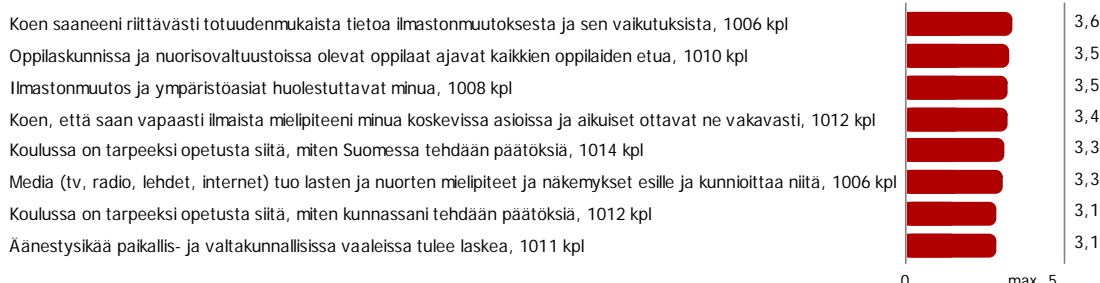 Koen saaneeni riittävästi totuudenmukaista tietoa ilmastonmuutoksesta ja sen vaikutuksista, 1006 kpl 3,6
Oppilaskunnissa ja nuorisovaltuustoissa olevat oppilaat ajavat kaikkien oppilaiden etua, 1010 kpl 3,5
Ilmastonmuutos ja ympäristöasiat huolestuttavat minua, 1008 kpl 3,5
Koen, että saan vapaasti ilmaista mielipiteeni minua koskevissa asioissa ja aikuiset ottavat ne vakavasti, 1012 kpl 3,4
Koulussa on tarpeeksi opetusta siitä, miten Suomessa tehdään päätöksiä, 1014 kpl 3,3
Media (tv, radio, lehdet, internet) tuo lasten ja nuorten mielipiteet ja näkemykset esille ja kunnioittaa niitä, 1006 kpl 3,3
Koulussa on tarpeeksi opetusta siitä, miten kunnassani tehdään päätöksiä, 1012 kpl 3,1
Äänestysikää paikallis- ja valtakunnallisissa vaaleissa tulee laskea, 1011 kpl 3,1
0 max. 5